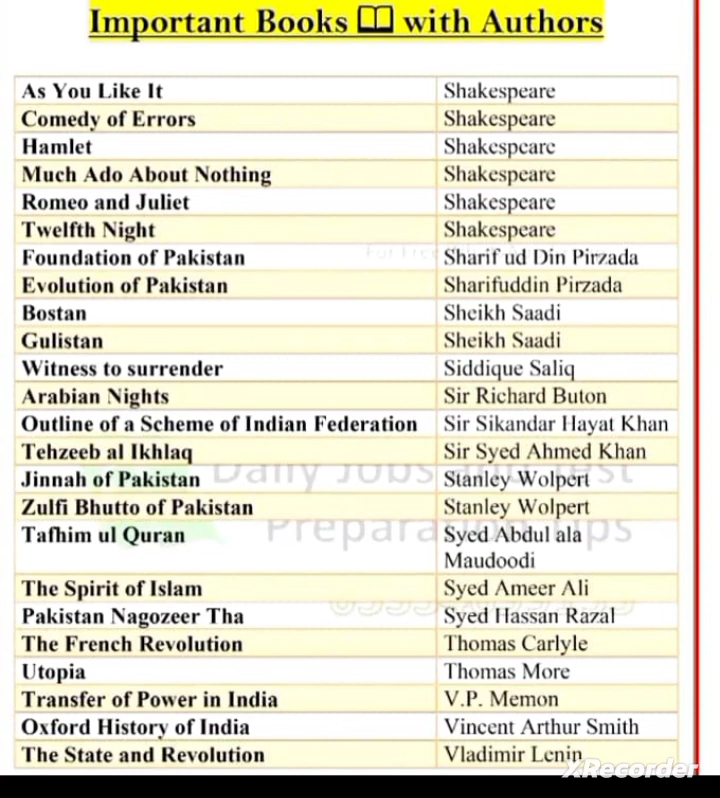 Important Books with Authors
As You Like It Shakespeare
Comedy of Errors Shakespeare
Hamlet Shakespeare
Much Ado About Nothing Shakespeare
Romeo and Juliet Shakespeare
Twelfth Night Shakespeare
Foundation of Pakistan Sharif ud Din Pirzada
Evolution of Pakistan Sharifuddin Pirzada
Bostan Sheikh Saadi
Gulistan Sheikh Saadi
Witness to surrender Siddique Saliq
Arabian Nights Sir Richard Buton
Outline of a Scheme of Indian Federation Sir Sikandar Hayat Khan
Tehzeeb al Ikhlaq Sir Syed Ahmed Khan
Daily Jobs and Test
Jinnah of Pakistan Stanley Wolpert
Zulfi Bhutto of Pakistan Stanley Wolpert
Preparation Tips
Tafhim ul Quran Syed Abdul ala
Maudoodi
The Spirit of Islam Syed Ameer Ali
Pakistan Nagozeer Tha Syed Hassan Razal
The French Revolution Thomas Carlyle
Utopia Thomas More
Transfer of Power in India V.P. Memon
Oxford History of India Vincent Arthur Smith
The State and Revolution Vladimir Lenin
XRecorder